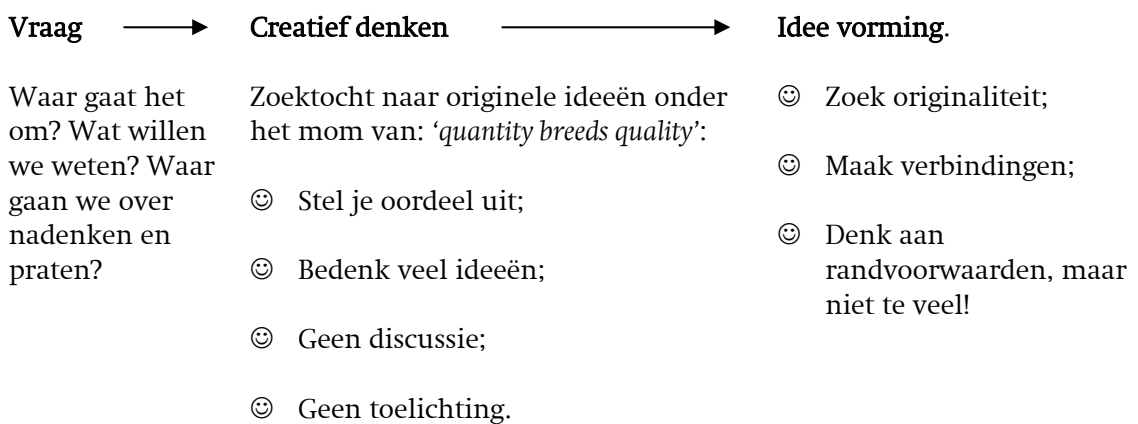 Vraag → Creatief denken → Idee vorming.
Waar gaat het
om? Wat willen
we weten? Waar
gaan we over
nadenken en
praten?
Zoektocht naar originele ideeën onder
het mom van: ‘quantity breeds quality’:
☺ Stel je oordeel uit;
☺ Bedenk veel ideeën;
☺ Geen discussie;
☺ Geen toelichting.
☺ Zoek originaliteit;
☺ Maak verbindingen;
☺ Denk aan
randvoorwaarden, maar
niet te veel!